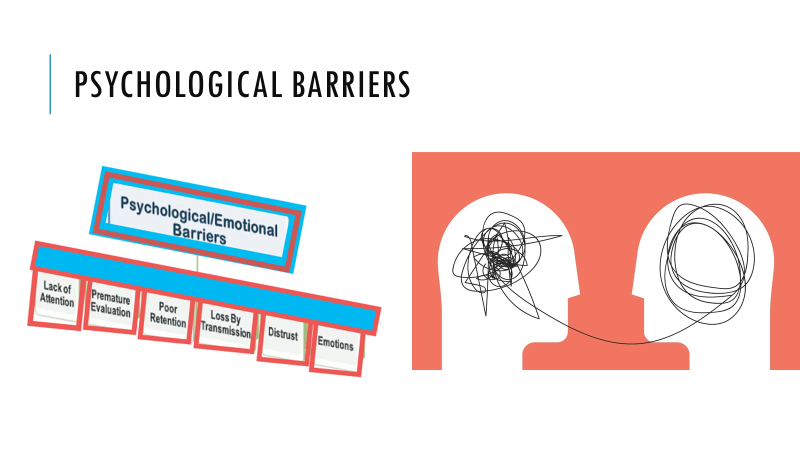 PSYCHOLOGICAL BARRIERS
Psychological/Emotional
Barriers
Lack of
Attention
Premature
Evaluation
Poor
Retention
Loss By
Transmission
Distrust
Emotions